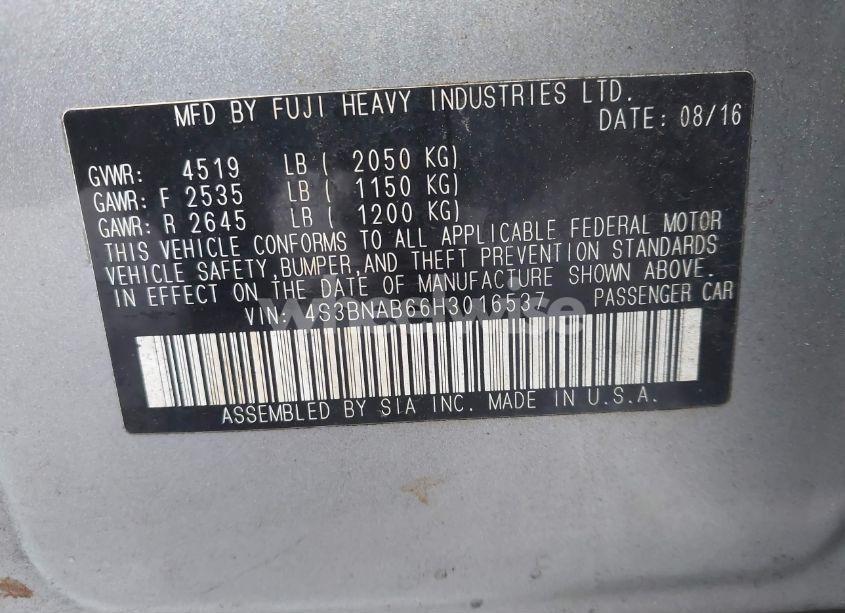 MFD BY FUJI HEAVY INDUSTRIES LTD.
DATE: 08/16
GVWR: 4519 LB ( 2050 KG)
GAWR: F 2535 LB ( 1150 KG)
GAWR: R 2645 LB ( 1200 KG)
THIS VEHICLE CONFORMS TO ALL APPLICABLE FEDERAL MOTOR
VEHICLE SAFETY,BUMPER,AND THEFT PREVENTION STANDARDS
IN EFFECT ON THE DATE OF MANUFACTURE SHOWN ABOVE.
VIN: 4S3BNAB66H3016537 PASSENGER CAR
wheelwise
ASSEMBLED BY SIA INC. MADE IN U.S.A.